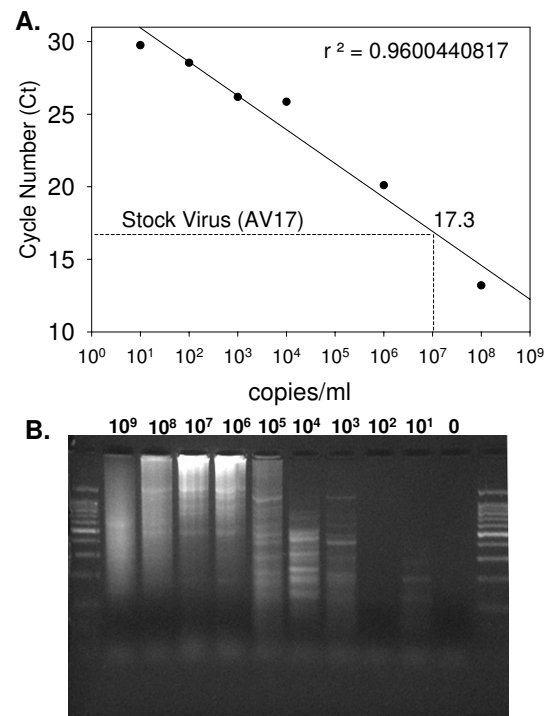 A.
r ² = 0.9600440817
Cycle Number (Ct)
30
25
20
15
10
Stock Virus (AV17)
17.3
10⁰ 10¹ 10² 10³ 10⁴ 10⁵ 10⁶ 10⁷ 10⁸ 10⁹
copies/ml
B.
10⁹ 10⁸ 10⁷ 10⁶ 10⁵ 10⁴ 10³ 10² 10¹ 0